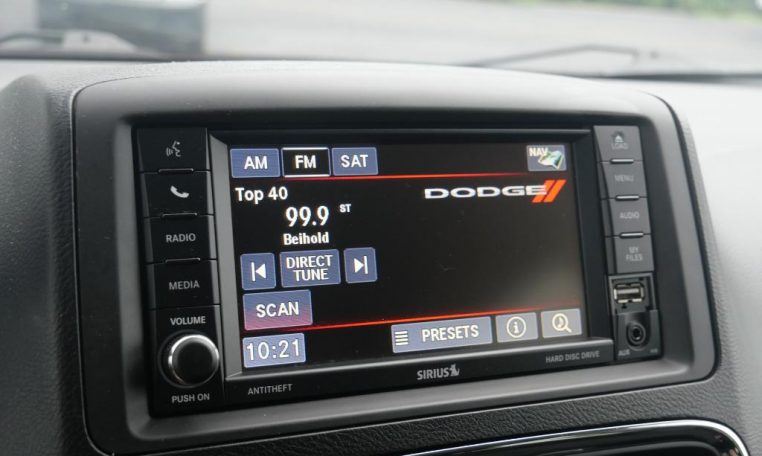 AM FM SAT NAV
Top 40
DODGE
99.9 ST
Beihold
DIRECT
TUNE
SCAN
10:21 PRESETS
RADIO
MEDIA
VOLUME
PUSH ON
ANTITHEFT
SIRIUS
HARD DISC DRIVE
LOAD
MENU
AUDIO
MY
FILES
AUX